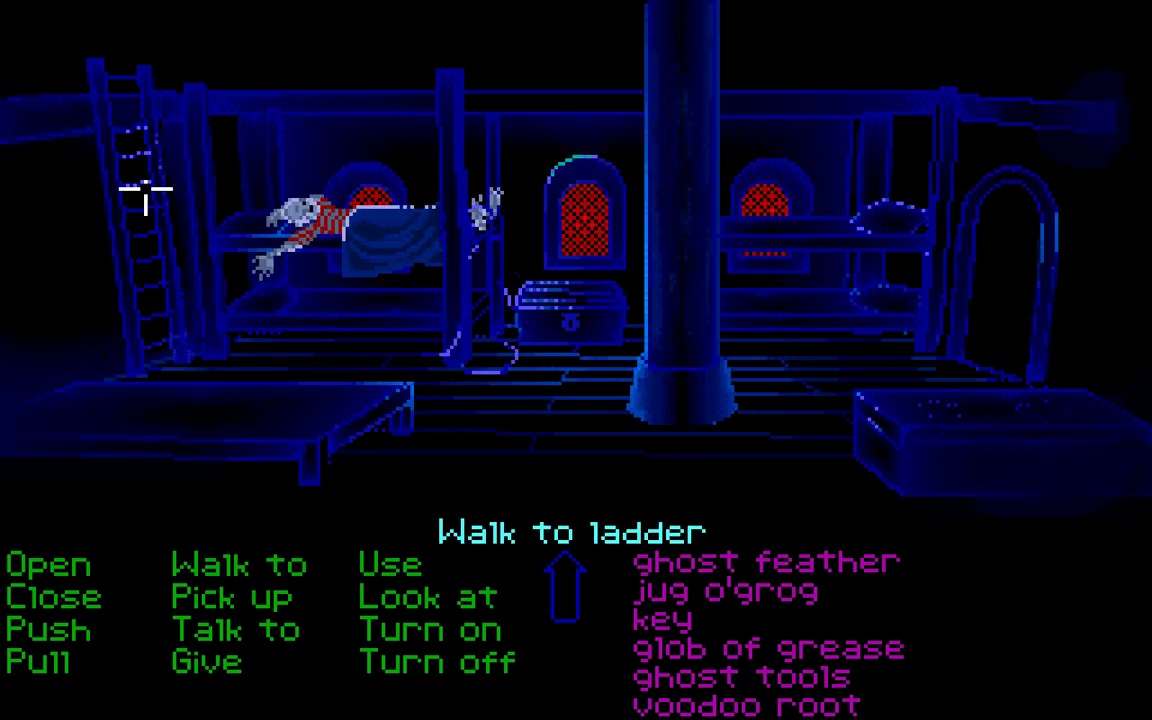 Walk to ladder
Open Walk to Use
Close Pick up Look at
Push Talk to Turn on
Pull Give Turn off
ghost feather
jug o'grog
key
glob of grease
ghost tools
voodoo root